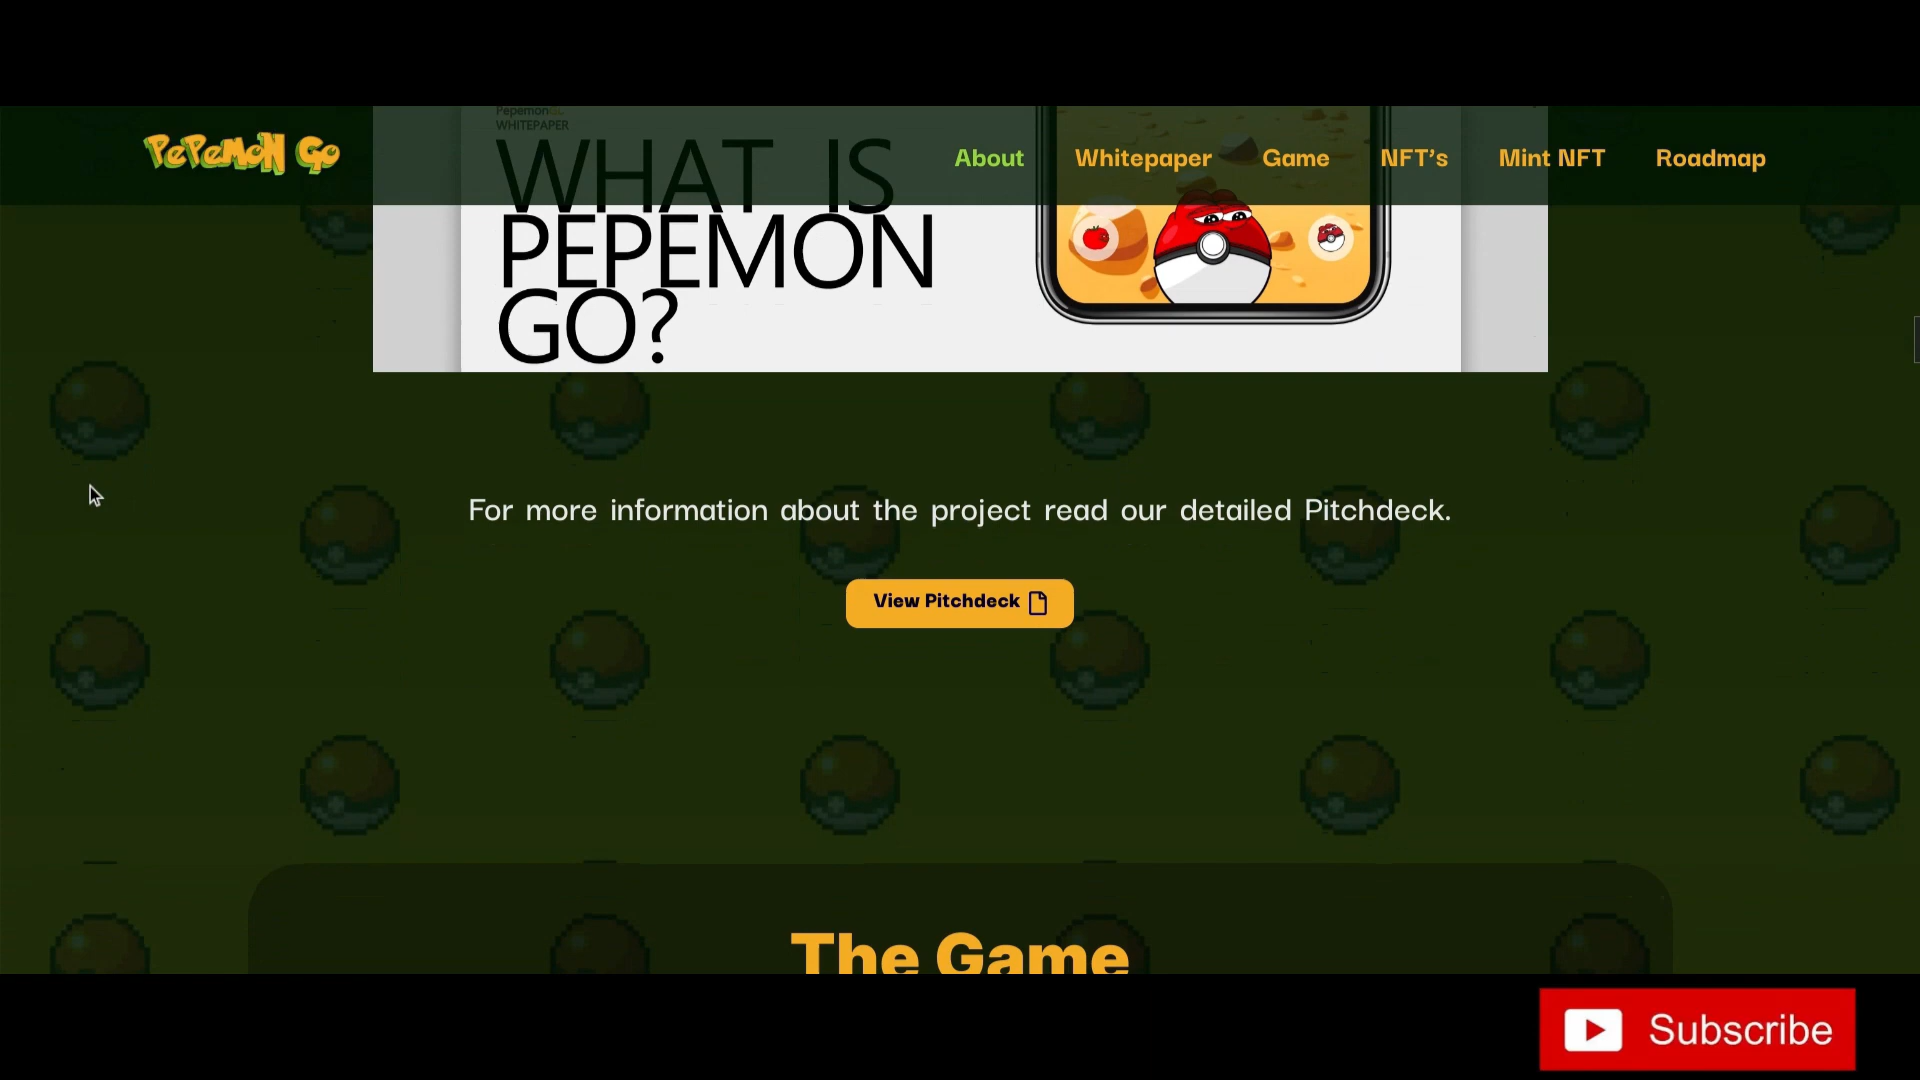 PePeMoN Go
About
Whitepaper
Game
NFT's
Mint NFT
Roadmap
PepemonGo
WHITEPAPER
WHAT IS
PEPEMON
GO?
For more information about the project read our detailed Pitchdeck.
View Pitchdeck
The Game
Subscribe